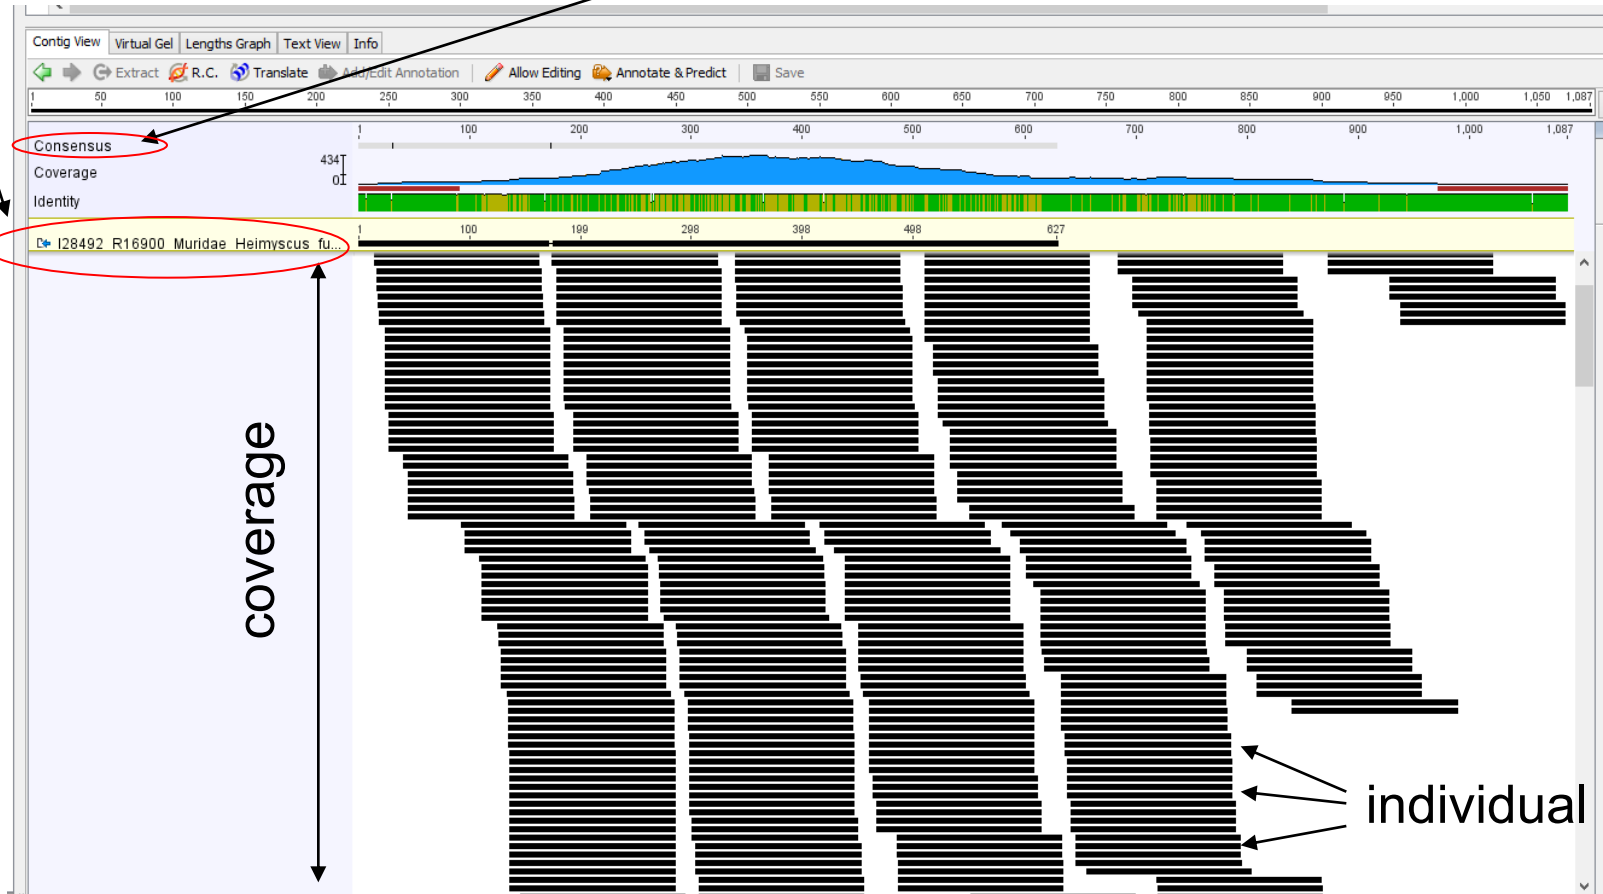 Contig View Virtual Gel Lengths Graph Text View Info
Extract R.C. Translate Add/Edit Annotation Allow Editing Annotate & Predict Save
1 50 100 150 200 250 300 350 400 450 500 550 600 650 700 750 800 850 900 950 1,000 1,050 1,087
1 100 200 300 400 500 600 700 800 900 1,000 1,087
Consensus
434
Coverage
0
Identity
1 100 199 298 398 498 627
I28492_R16900_Muridae_Heimyscus_fu...
coverage
individual